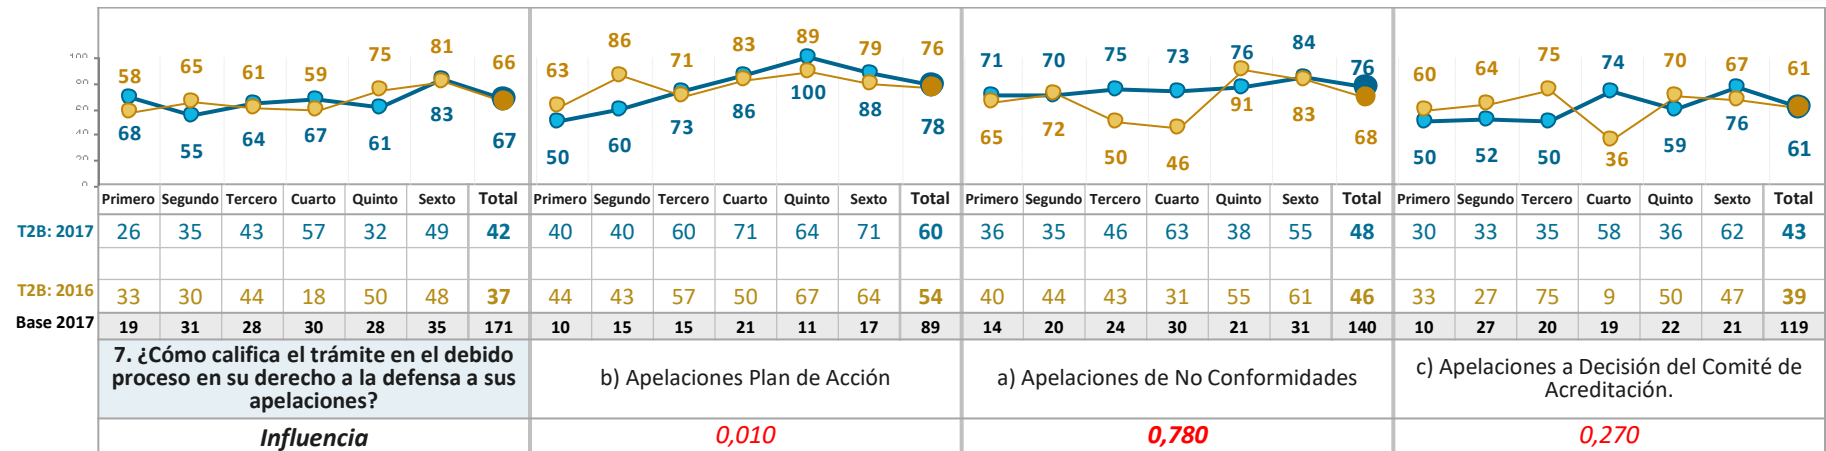 75 81 66 86 83 89 79 76 75 73 76 84 76 75 74 70 67 61
58 65 61 59 63 71 71 70 60 64
100
80
60
40
20
0
68 55 64 67 61 83 67 50 60 73 86 100 88 78 65 72 50 46 91 83 68 50 52 50 36 59 76 61
Primero Segundo Tercero Cuarto Quinto Sexto Total Primero Segundo Tercero Cuarto Quinto Sexto Total Primero Segundo Tercero Cuarto Quinto Sexto Total Primero Segundo Tercero Cuarto Quinto Sexto Total
T2B: 2017 26 35 43 57 32 49 42 40 40 60 71 64 71 60 36 35 46 63 38 55 48 30 33 35 58 36 62 43
T2B: 2016 33 30 44 18 50 48 37 44 43 57 50 67 64 54 40 44 43 31 55 61 46 33 27 75 9 50 47 39
Base 2017 19 31 28 30 28 35 171 10 15 15 21 11 17 89 14 20 24 30 21 31 140 10 27 20 19 22 21 119
7. ¿Cómo califica el trámite en el debido
proceso en su derecho a la defensa a sus
apelaciones?
b) Apelaciones Plan de Acción
a) Apelaciones de No Conformidades
c) Apelaciones a Decisión del Comité de
Acreditación.
Influencia 0,010 0,780 0,270